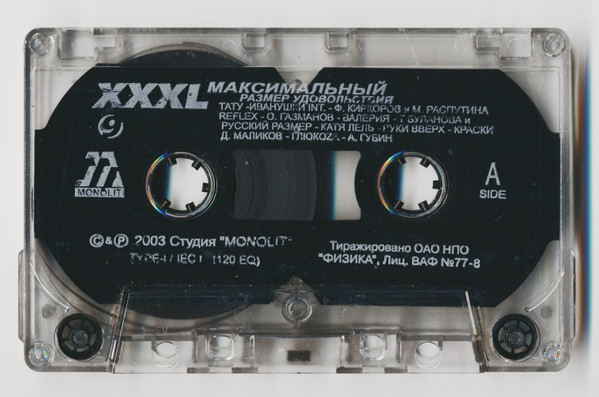 XXXL МАКСИМАЛЬНЫЙ
РАЗМЕР УДОВОЛЬСТВИЯ
ТАТУ - ИВАНУШКИ INT. - Ф. КИРКОРОВ и М. РАСПУТИНА
REFLEX - О. ГАЗМАНОВ - ВАЛЕРИЯ - Т. БУЛАНОВА и
РУССКИЙ РАЗМЕР - КАТЯ ЛЕЛЬ - РУКИ ВВЕРХ - КРАСКИ
Д. МАЛИКОВ - ГЛЮКОZА - А. ГУБИН
9
MONOLIT
A
SIDE
© & ℗ 2003 Студия "MONOLIT"
TYPE-I / IEC I (120 EQ)
Тиражировано ОАО НПО
"ФИЗИКА", Лиц. ВАФ №77-8